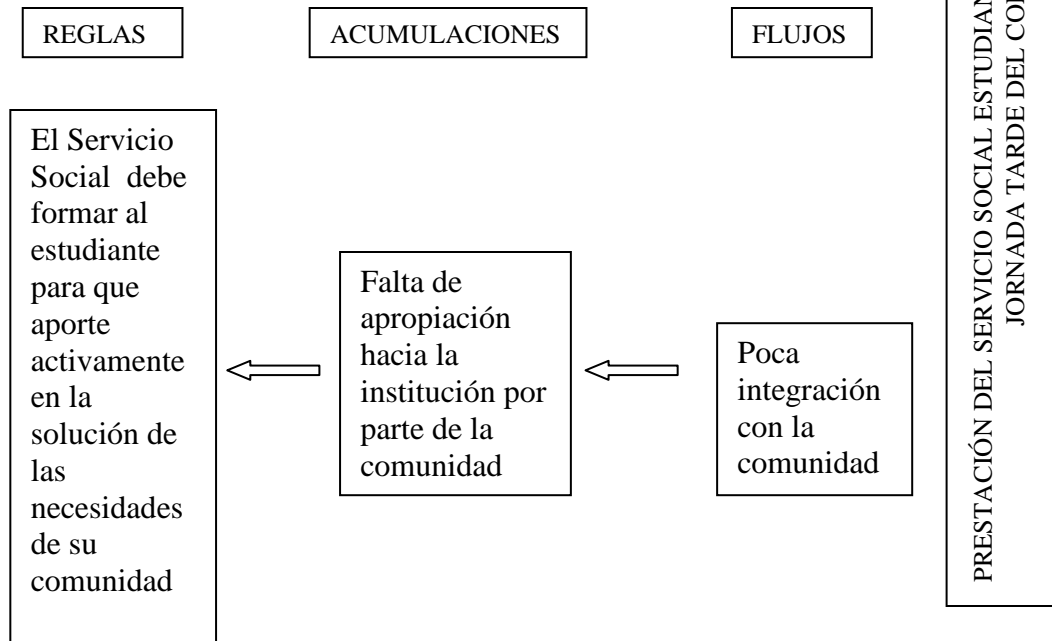 REGLAS
ACUMULACIONES
FLUJOS
El Servicio
Social debe
formar al
estudiante
para que
aporte
activamente
en la
solución de
las
necesidades
de su
comunidad
Falta de
apropiación
hacia la
institución por
parte de la
comunidad
Poca
integración
con la
comunidad
PRESTACIÓN DEL SERVICIO SOCIAL
JORNADA TARDE DEL